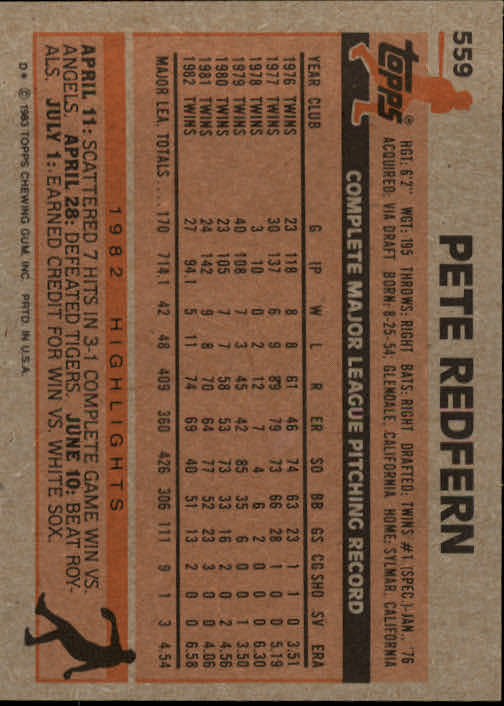 559
Topps®
PETE REDFERN
HGT: 6'2" WGT: 195 THROWS: RIGHT BATS: RIGHT DRAFTED: TWINS #1 (SPEC.)-JAN., '76
ACQUIRED: VIA DRAFT BORN: 8-25-54, GLENDALE, CALIFORNIA HOME: SYLMAR, CALIFORNIA
COMPLETE MAJOR LEAGUE PITCHING RECORD
YEAR CLUB G IP W L R ER SO BB GS CG SHO SV ERA
1976 TWINS 23 118 8 8 61 46 74 63 23 1 1 0 3.51
1977 TWINS 30 137 6 9 89 79 73 66 28 1 0 0 5.19
1978 TWINS 3 10 0 2 12 7 4 6 2 0 0 0 6.30
1979 TWINS 40 108 7 3 45 42 85 35 6 0 0 1 3.50
1980 TWINS 23 105 7 7 58 53 73 33 16 2 0 2 4.56
1981 TWINS 24 142 9 8 70 64 77 52 23 3 0 0 4.06
1982 TWINS 27 94.1 5 11 74 69 40 51 13 2 0 0 6.58
MAJOR LEA. TOTALS .... 170 714.1 42 48 409 360 426 306 111 9 1 3 4.54
1982 HIGHLIGHTS
APRIL 11: SCATTERED 7 HITS IN 3-1 COMPLETE GAME WIN VS.
ANGELS. APRIL 28: DEFEATED TIGERS. JUNE 10: BEAT ROY-
ALS. JULY 1: EARNED CREDIT FOR WIN VS. WHITE SOX.
D* © 1983 TOPPS CHEWING GUM, INC. PRTD. IN U.S.A.